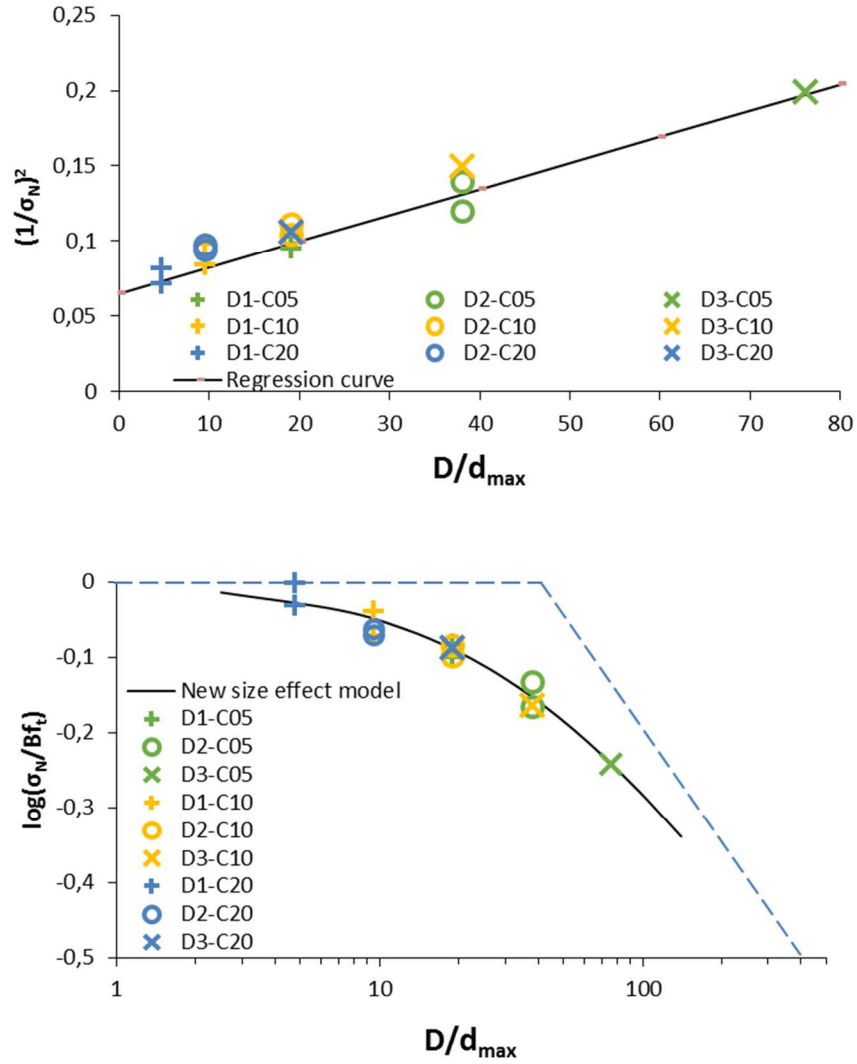 0,25
0,2
0,15
0,1
0,05
0
(1/σN)²
D1-C05 D2-C05 D3-C05
D1-C10 D2-C10 D3-C10
D1-C20 D2-C20 D3-C20
Regression curve
0 10 20 30 40 50 60 70 80
D/dmax
0
-0,1
-0,2
-0,3
-0,4
-0,5
log(σN/Bft)
New size effect model
D1-C05
D2-C05
D3-C05
D1-C10
D2-C10
D3-C10
D1-C20
D2-C20
D3-C20
1 10 100
D/dmax